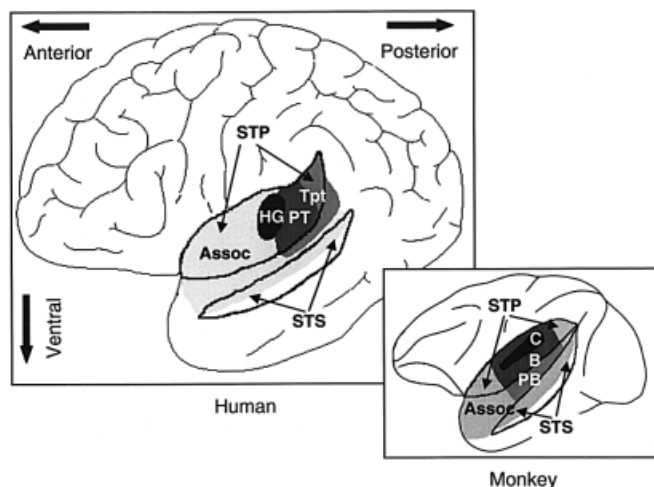 Anterior
Posterior
STP
Tpt
HG PT
Assoc
STS
Ventral
Human
STP
C
B
PB
Assoc
STS
Monkey